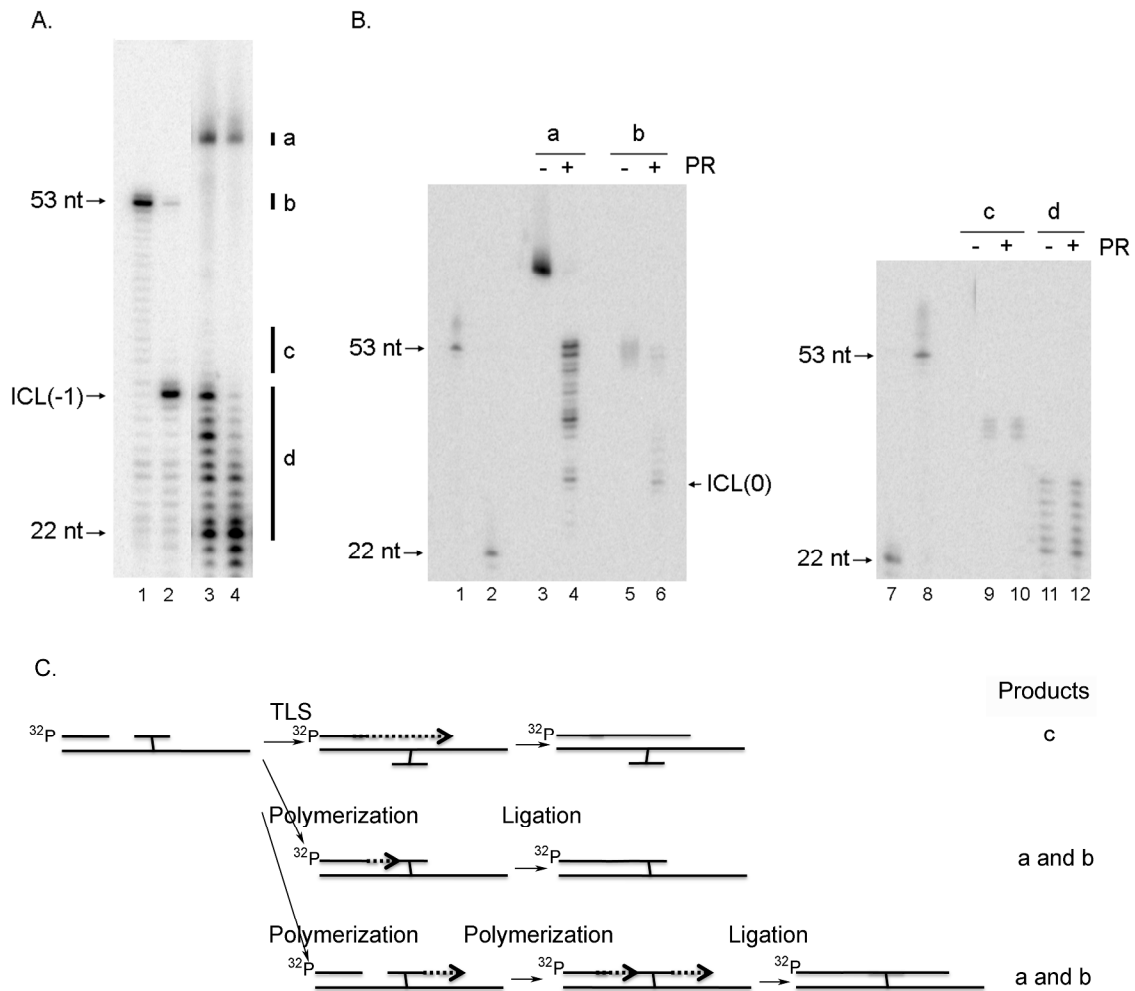 A.
B.
a
b
c
d
53 nt
ICL(-1)
22 nt
1 2 3 4
a b
- + - + PR
53 nt
ICL(0)
22 nt
1 2 3 4 5 6
c d
- + - + PR
53 nt
22 nt
7 8 9 10 11 12
C.
Products
TLS
32P 32P 32P c
Polymerization Ligation
32P 32P a and b
Polymerization Polymerization Ligation
32P 32P 32P a and b